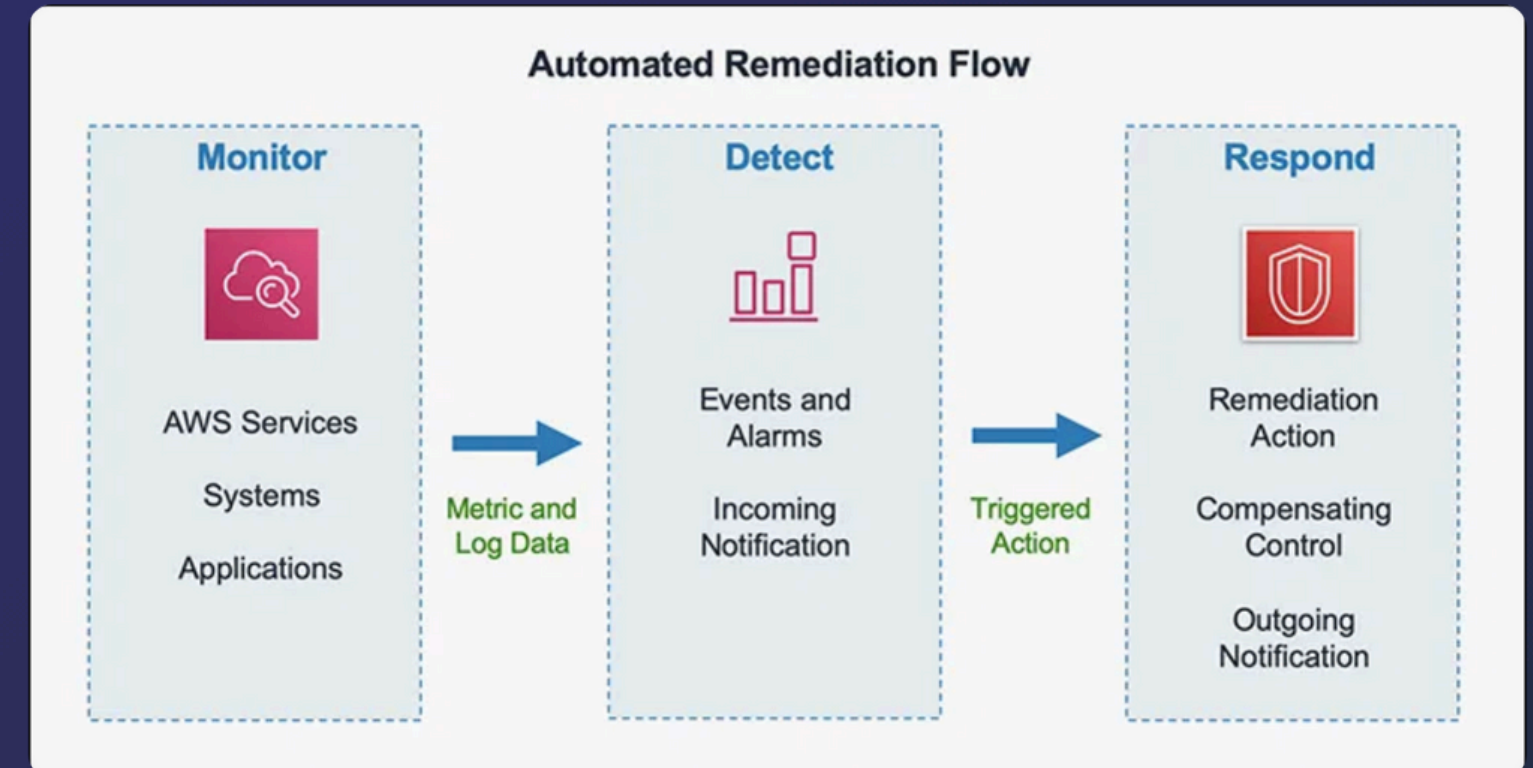 Automated Remediation Flow
Monitor
AWS Services
Systems
Applications
Metric and
Log Data
Detect
Events and
Alarms
Incoming
Notification
Triggered
Action
Respond
Remediation
Action
Compensating
Control
Outgoing
Notification